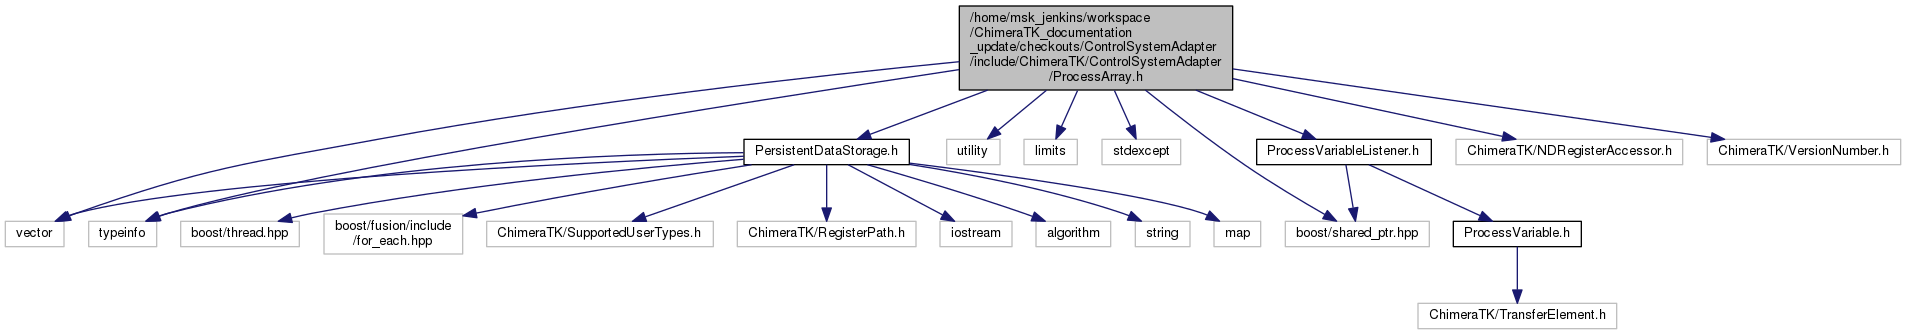 /home/msk_jenkins/workspace
/ChimeraTK_documentation
_update/checkouts/ControlSystemAdapter
/include/ChimeraTK/ControlSystemAdapter
/ProcessArray.h
PersistentDataStorage.h
utility
limits
stdexcept
ProcessVariableListener.h
ChimeraTK/NDRegisterAccessor.h
ChimeraTK/VersionNumber.h
vector
typeinfo
boost/thread.hpp
boost/fusion/include
/for_each.hpp
ChimeraTK/SupportedUserTypes.h
ChimeraTK/RegisterPath.h
iostream
algorithm
string
map
boost/shared_ptr.hpp
ProcessVariable.h
ChimeraTK/TransferElement.h